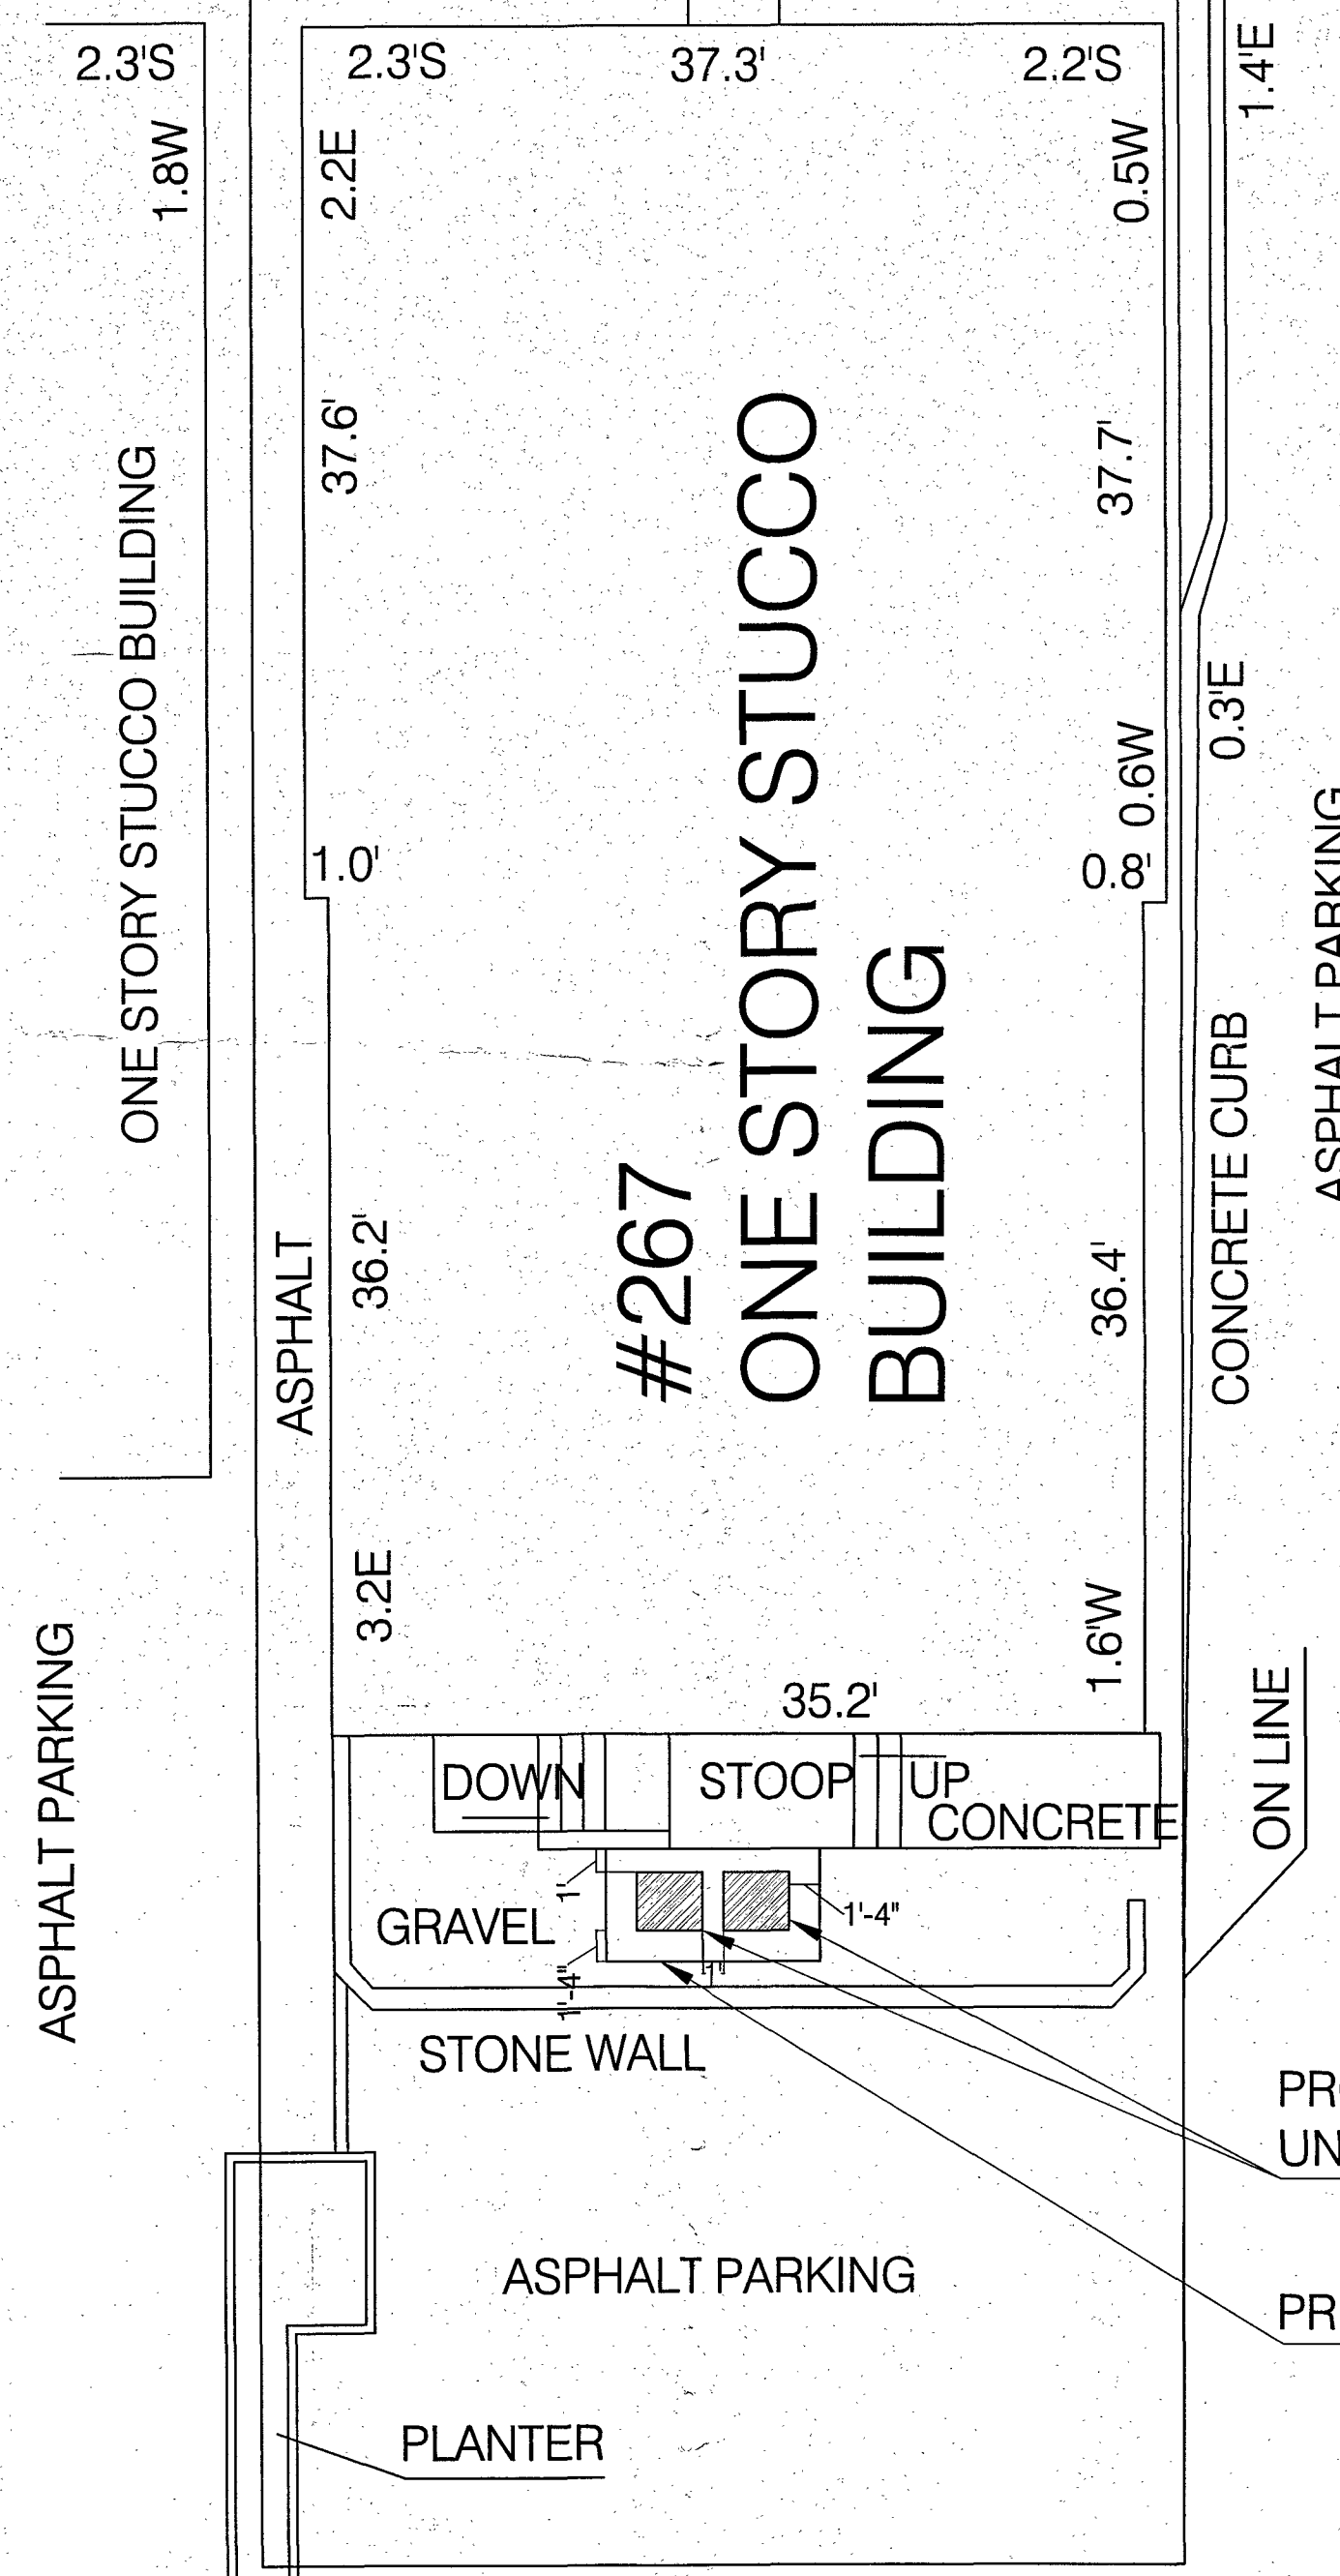 2.3'S
2.3'S
37.3'
2.2'S
1.4'E
1.8W
2.2E
0.5W
37.6'
37.7'
ONE STORY STUCCO BUILDING
#267
ONE STORY STUCCO
BUILDING
0.3'E
0.6W
1.0'
0.8'
ASPHALT PARKING
CONCRETE CURB
ASPHALT
36.2'
36.4'
3.2E
1.6'W
35.2'
ASPHALT PARKING
ON LINE
DOWN
STOOP
UP
CONCRETE
1'
1'-4"
GRAVEL
1'-4"
1'
STONE WALL
ASPHALT PARKING
PLANTER